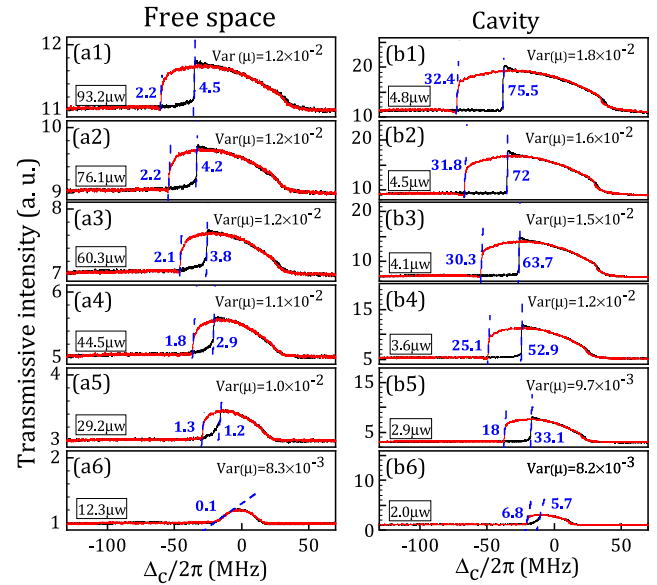 Free space
Cavity
Transmissive intensity (a. u.)
12
11
(a1)
Var(μ)=1.2×10⁻²
93.2μw
2.2
4.5
20
10
(b1)
Var(μ)=1.8×10⁻²
4.8μw
32.4
75.5
10
9
(a2)
Var(μ)=1.2×10⁻²
76.1μw
2.2
4.2
20
10
(b2)
Var(μ)=1.6×10⁻²
4.5μw
31.8
72
8
7
(a3)
Var(μ)=1.2×10⁻²
60.3μw
2.1
3.8
20
10
(b3)
Var(μ)=1.5×10⁻²
4.1μw
30.3
63.7
6
5
(a4)
Var(μ)=1.1×10⁻²
44.5μw
1.8
2.9
15
10
5
(b4)
Var(μ)=1.2×10⁻²
3.6μw
25.1
52.9
4
3
(a5)
Var(μ)=1.0×10⁻²
29.2μw
1.3
1.2
15
10
5
(b5)
Var(μ)=9.7×10⁻³
2.9μw
18
33.1
2
1
(a6)
Var(μ)=8.3×10⁻³
12.3μw
0.1
10
5
0
(b6)
Var(μ)=8.2×10⁻³
2.0μw
6.8
5.7
-100 -50 0 50
-100 -50 0 50
Δc/2π (MHz)
Δc/2π (MHz)